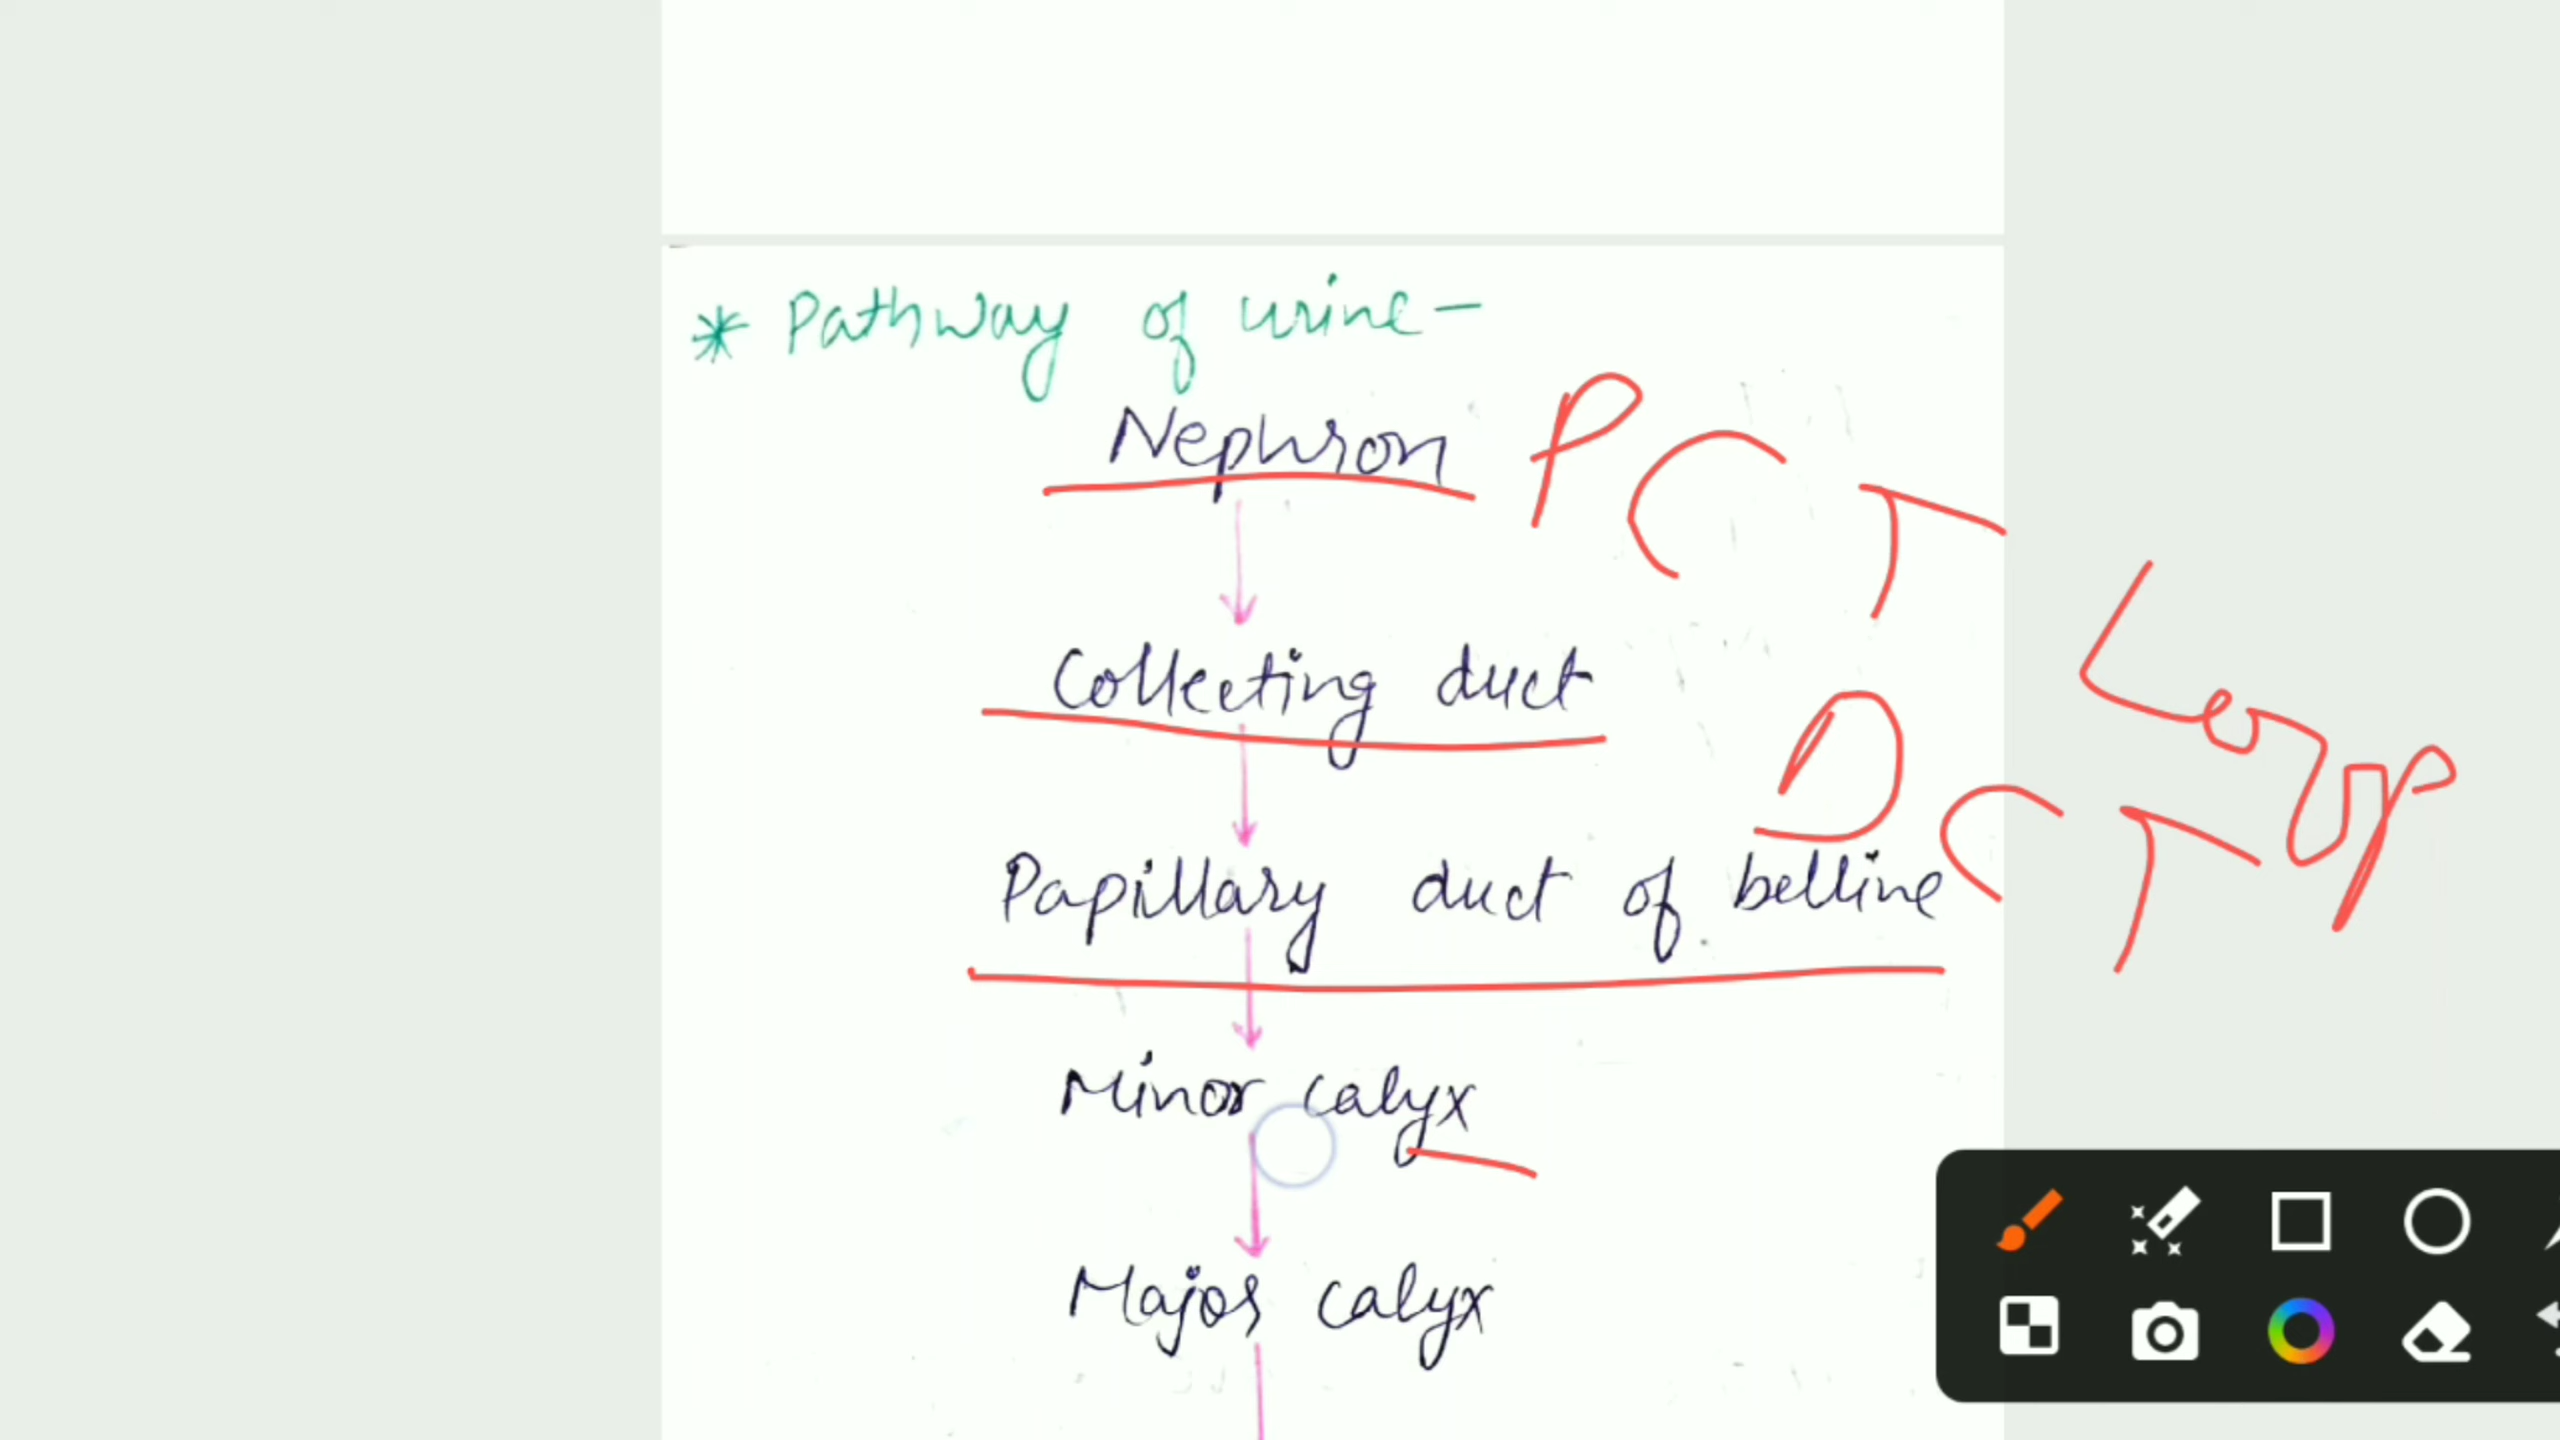 * Pathway of urine-
Nephron PCT
Loop
Collecting duct
DCT
Papillary duct of belline
Minor calyx
Major calyx